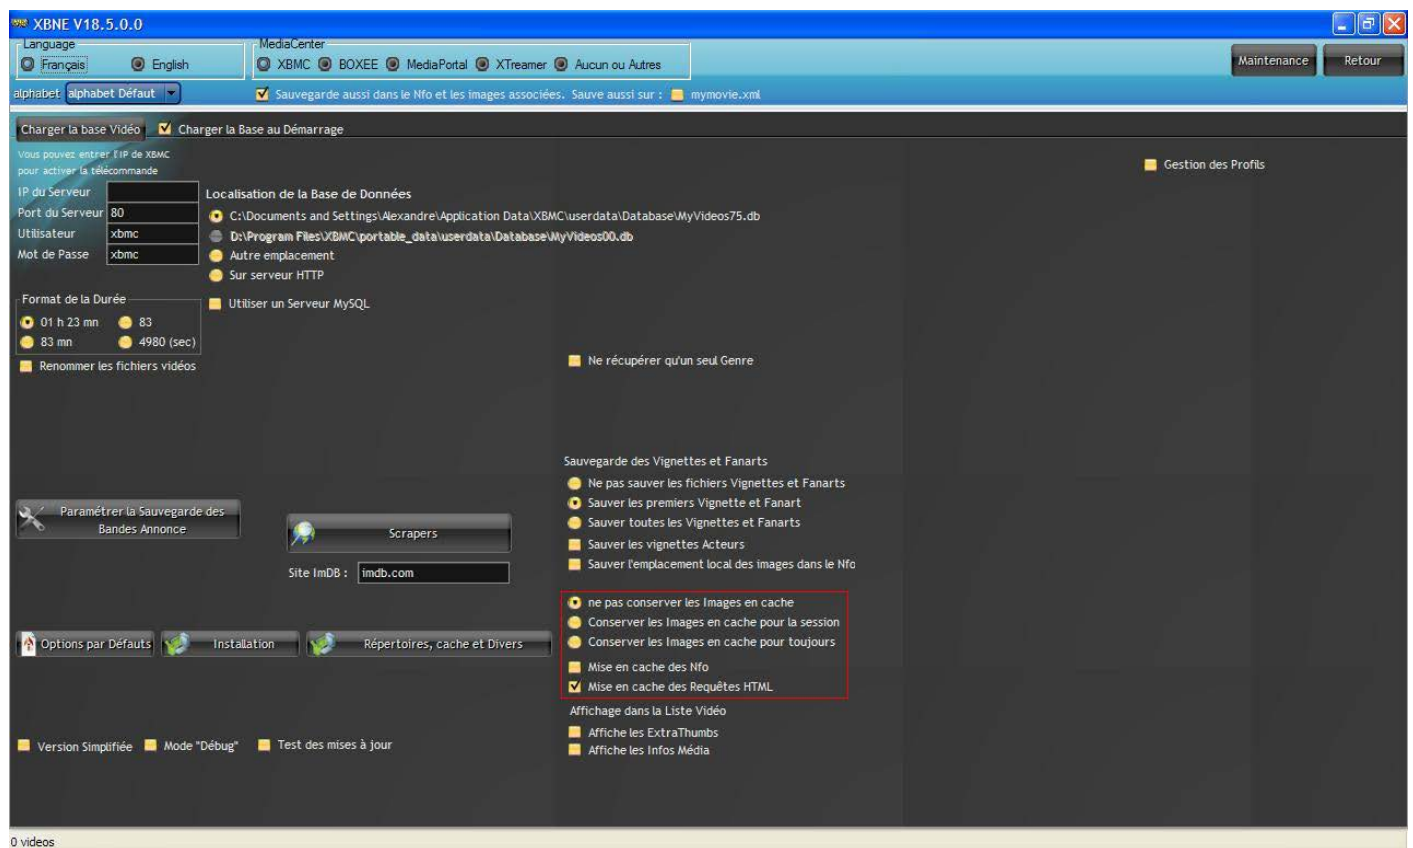 XBNE V18.5.0.0
Language
MediaCenter
Français English
XBMC BOXEE MediaPortal XTreamer Aucun ou Autres
Maintenance Retour
alphabet alphabet Défaut
Sauvegarde aussi dans le Nfo et les images associées. Sauve aussi sur : mymovie.xml
Charger la base Vidéo Charger la Base au Démarrage
Vous pouvez entrer l'IP de XBMC
pour activer la télécommande
Gestion des Profils
IP du Serveur
Port du Serveur 80
Utilisateur xbmc
Mot de Passe xbmc
Localisation de la Base de Données
C:\Documents and Settings\Alexandre\Application Data\XBMC\userdata\Database\MyVideos75.db
D:\Program Files\XBMC\portable_data\userdata\Database\MyVideos00.db
Autre emplacement
Sur serveur HTTP
Utiliser un Serveur MySQL
Format de la Durée
01 h 23 mn 83
83 mn 4980 (sec)
Renommer les fichiers vidéos
Ne récupérer qu'un seul Genre
Sauvegarde des Vignettes et Fanarts
Ne pas sauver les fichiers Vignettes et Fanarts
Sauver les premiers Vignette et Fanart
Sauver toutes les Vignettes et Fanarts
Sauver les vignettes Acteurs
Sauver l'emplacement local des images dans le Nfo
Paramétrer la Sauvegarde des
Bandes Annonce
Scrapers
Site ImDB : imdb.com
ne pas conserver les Images en cache
Conserver les Images en cache pour la session
Conserver les Images en cache pour toujours
Mise en cache des Nfo
Mise en cache des Requêtes HTML
Options par Défauts Installation Répertoires, cache et Divers
Affichage dans la Liste Vidéo
Affiche les ExtraThumbs
Affiche les Infos Média
Version Simplifiée Mode "Débug" Test des mises à jour
0 videos